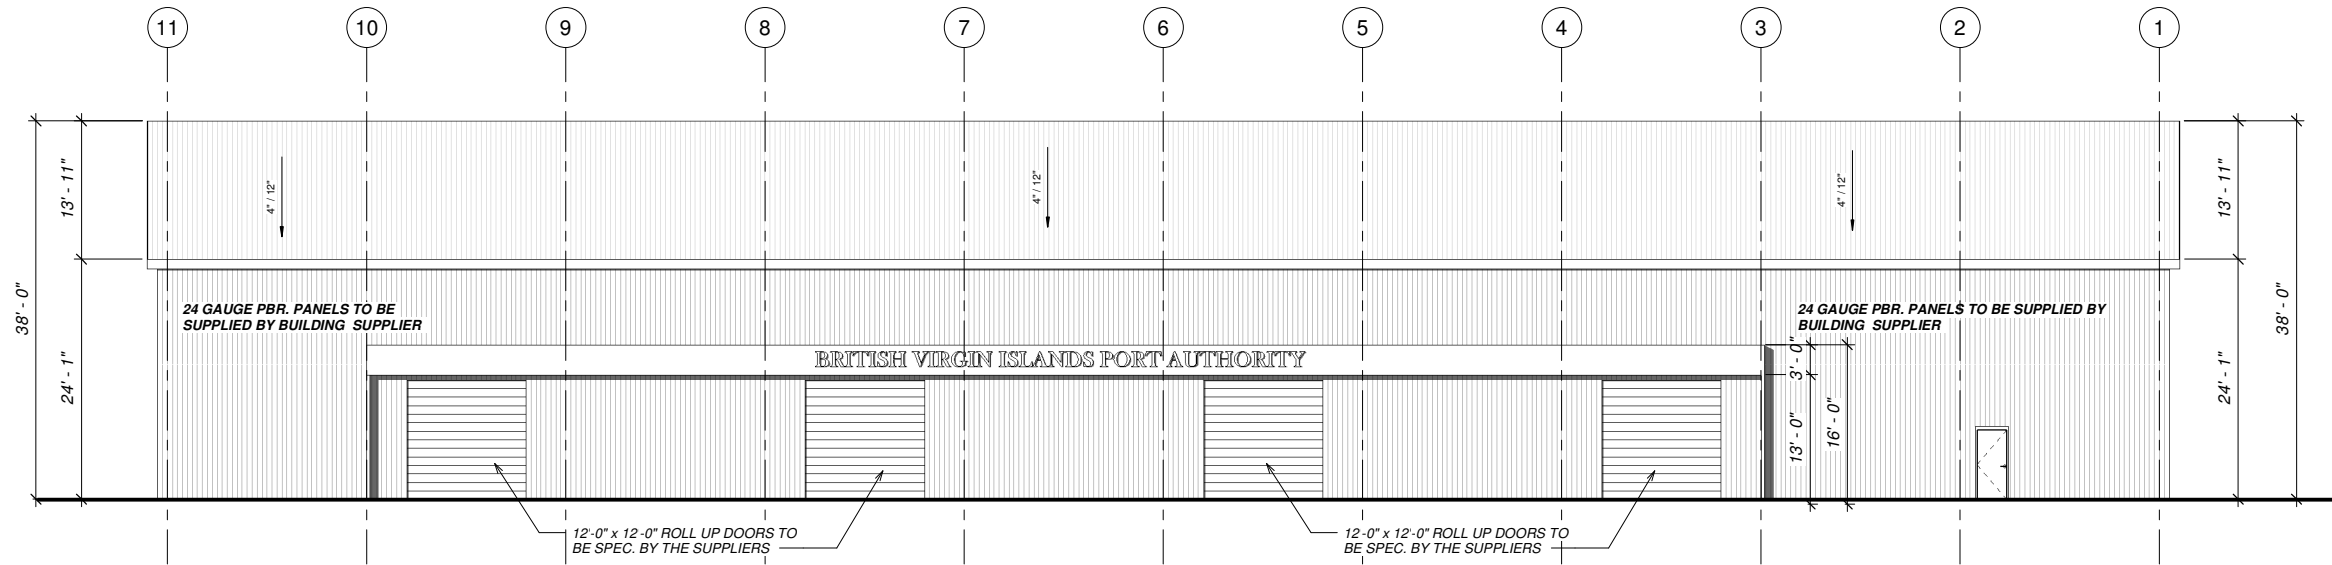 11 10 9 8 7 6 5 4 3 2 1
13' - 11"
38' - 0"
24' - 1"
4" / 12"
4" / 12"
4" / 12"
13' - 11"
38' - 0"
24' - 1"
24 GAUGE PBR. PANELS TO BE
SUPPLIED BY BUILDING SUPPLIER
24 GAUGE PBR. PANELS TO BE SUPPLIED BY
BUILDING SUPPLIER
BRITISH VIRGIN ISLANDS PORT AUTHORITY
3' - 0"
13' - 0"
16' - 0"
12'-0" x 12'-0" ROLL UP DOORS TO
BE SPEC. BY THE SUPPLIERS
12'-0" x 12'-0" ROLL UP DOORS TO
BE SPEC. BY THE SUPPLIERS